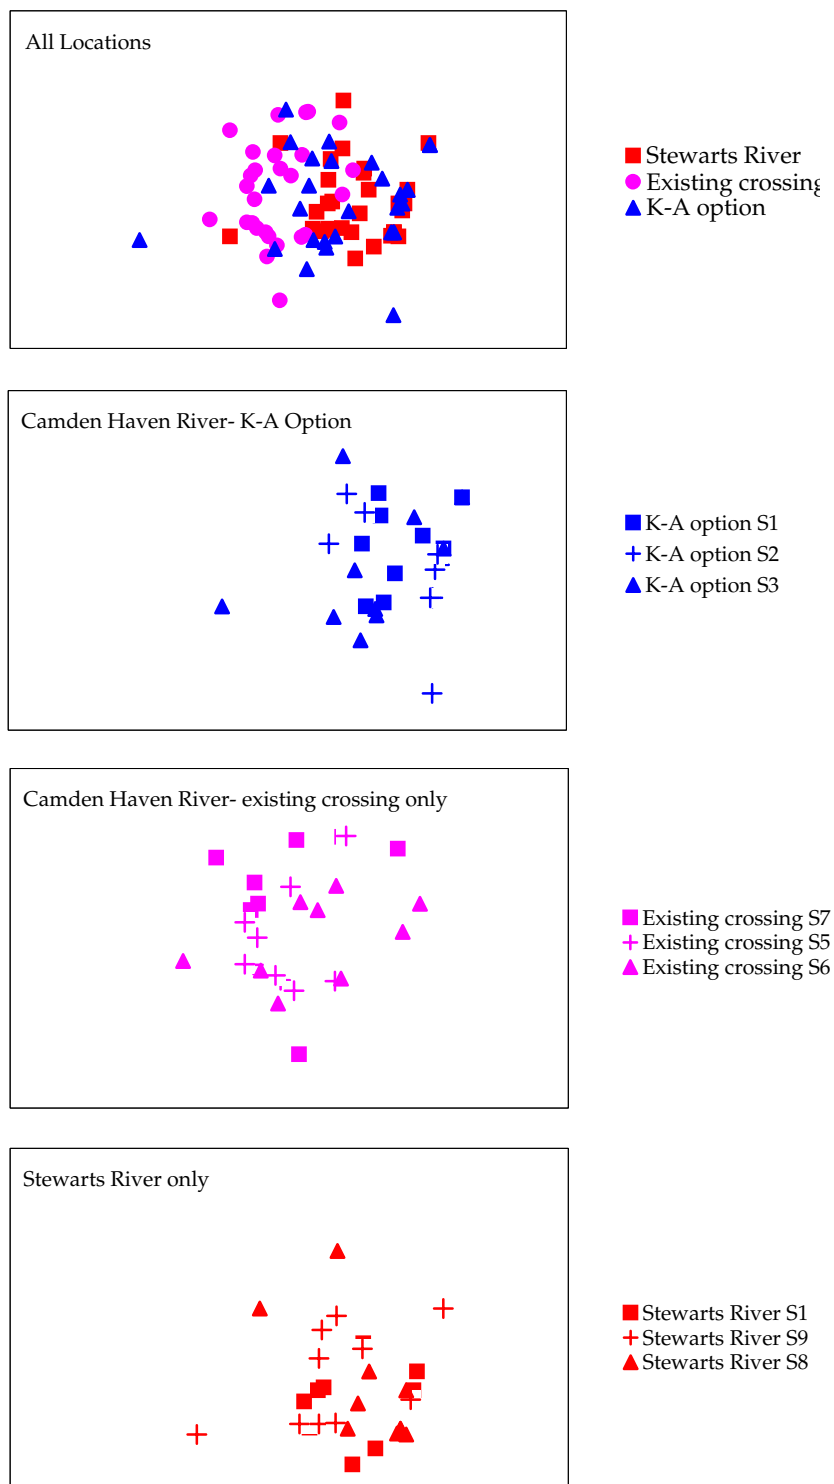 All Locations
Stewarts River
Existing crossing
K-A option
Camden Haven River- K-A Option
K-A option S1
K-A option S2
K-A option S3
Camden Haven River- existing crossing only
Existing crossing S7
Existing crossing S5
Existing crossing S6
Stewarts River only
Stewarts River S1
Stewarts River S9
Stewarts River S8